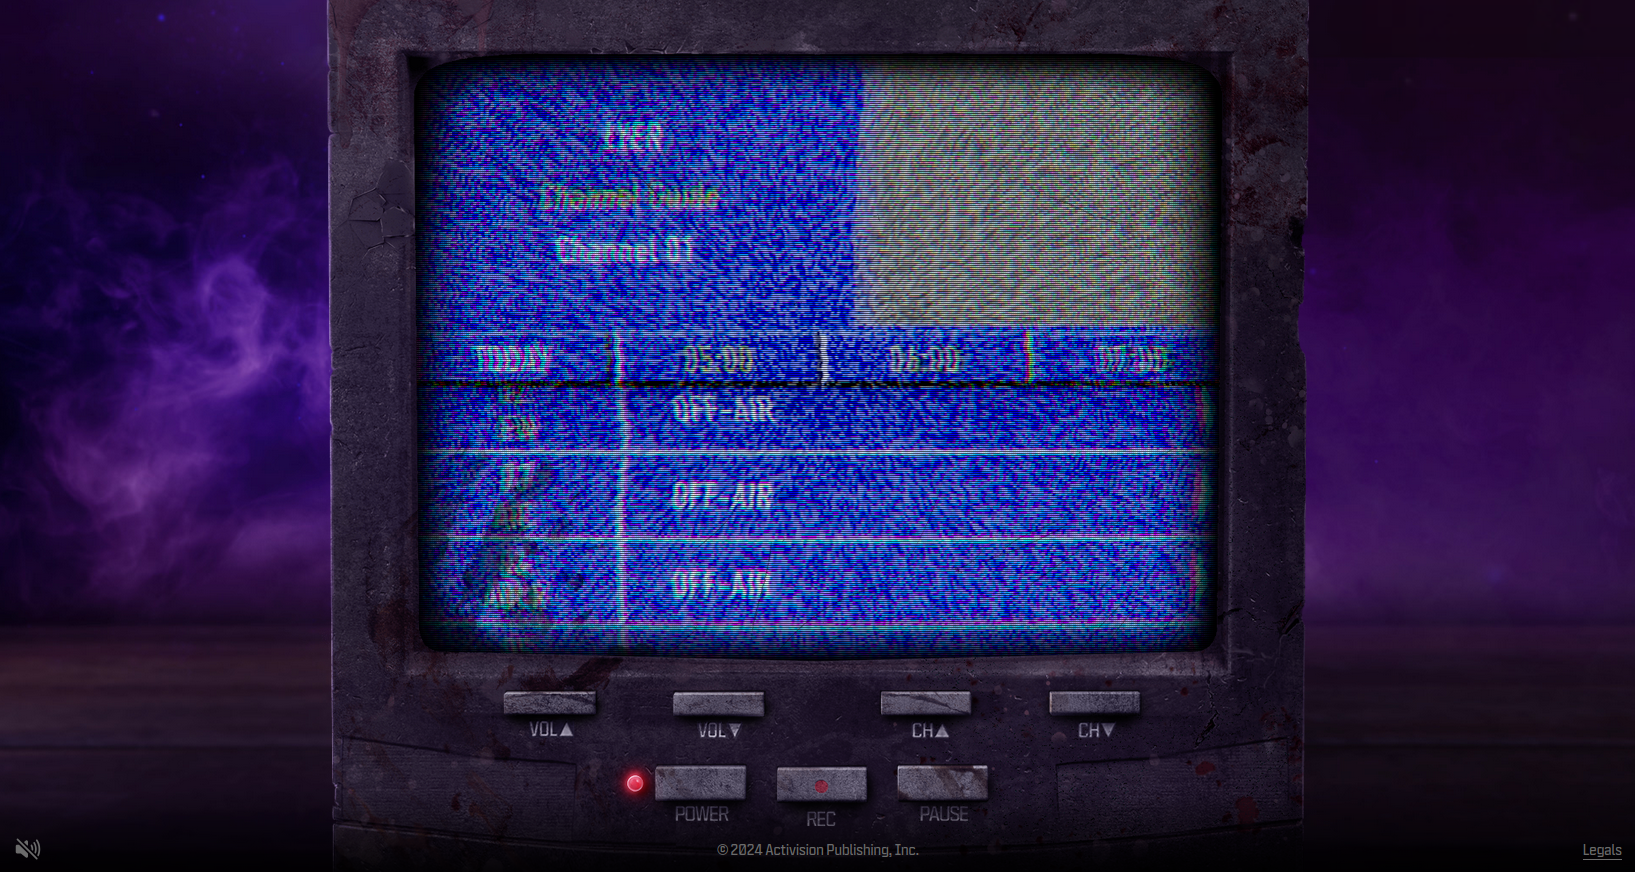 Channel Guide
Channel 01
TODAY 05:00 06:00 07:00
OFF-AIR
OFF-AIR
OFF-AIR
VOL▲ VOL▼ CH▲ CH▼
POWER REC PAUSE
© 2024 Activision Publishing, Inc.
Legals